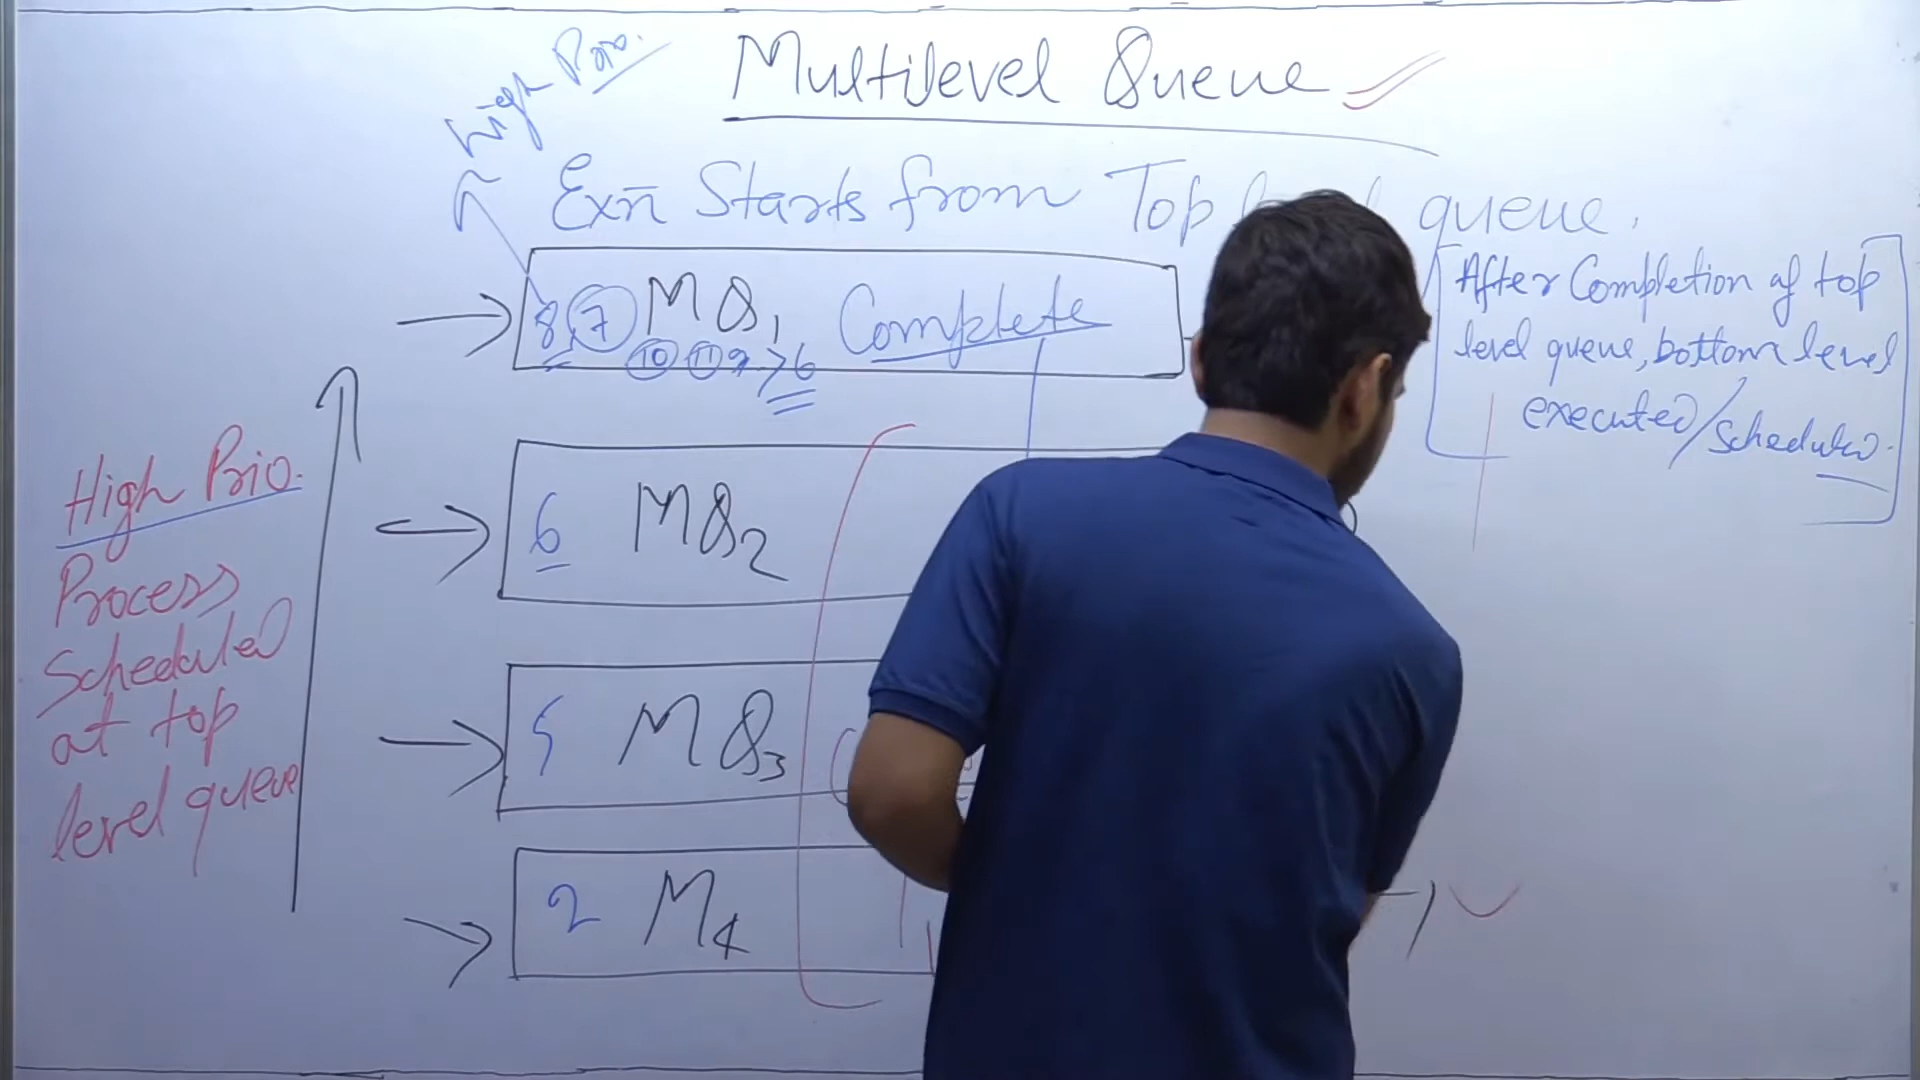 Multilevel Queue
High Prio.
Exn Starts from Top queue.
8, 7 MQ1 Complete
10 11 9 >6
After Completion of top
level queue, bottom level
executed/scheduled.
High Prio.
Process
Scheduled
at top
level queue
6 MQ2
5 MQ3
2 M4